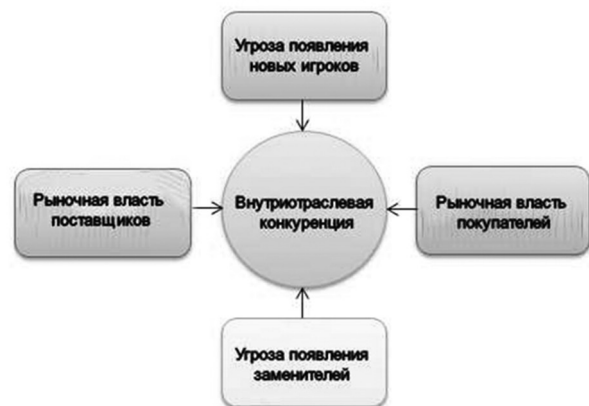 Угроза появления
новых игроков
Рыночная власть
поставщиков
Внутриотраслевая
конкуренция
Рыночная власть
покупателей
Угроза появления
заменителей